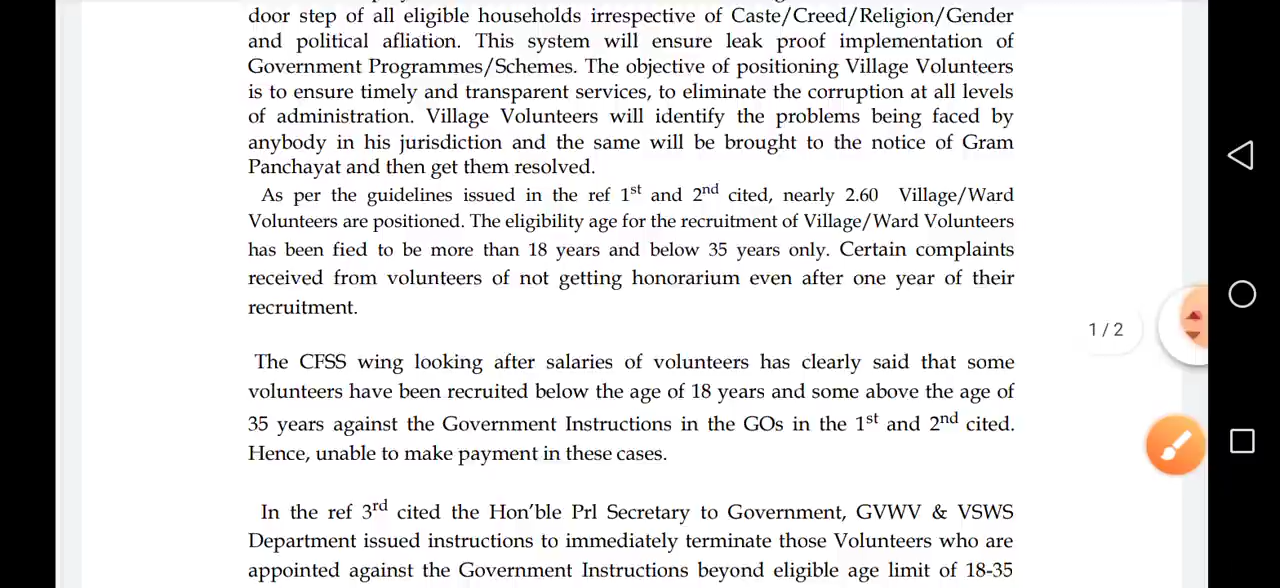 door step of all eligible households irrespective of Caste/Creed/Religion/Gender
and political afliation. This system will ensure leak proof implementation of
Government Programmes/Schemes. The objective of positioning Village Volunteers
is to ensure timely and transparent services, to eliminate the corruption at all levels
of administration. Village Volunteers will identify the problems being faced by
anybody in his jurisdiction and the same will be brought to the notice of Gram
Panchayat and then get them resolved.
As per the guidelines issued in the ref 1st and 2nd cited, nearly 2.60 Village/Ward
Volunteers are positioned. The eligibility age for the recruitment of Village/Ward Volunteers
has been fied to be more than 18 years and below 35 years only. Certain complaints
received from volunteers of not getting honorarium even after one year of their
recruitment.
1/2
The CFSS wing looking after salaries of volunteers has clearly said that some
volunteers have been recruited below the age of 18 years and some above the age of
35 years against the Government Instructions in the GOs in the 1st and 2nd cited.
Hence, unable to make payment in these cases.
In the ref 3rd cited the Hon'ble Prl Secretary to Government, GVWV & VSWS
Department issued instructions to immediately terminate those Volunteers who are
appointed against the Government Instructions beyond eligible age limit of 18-35